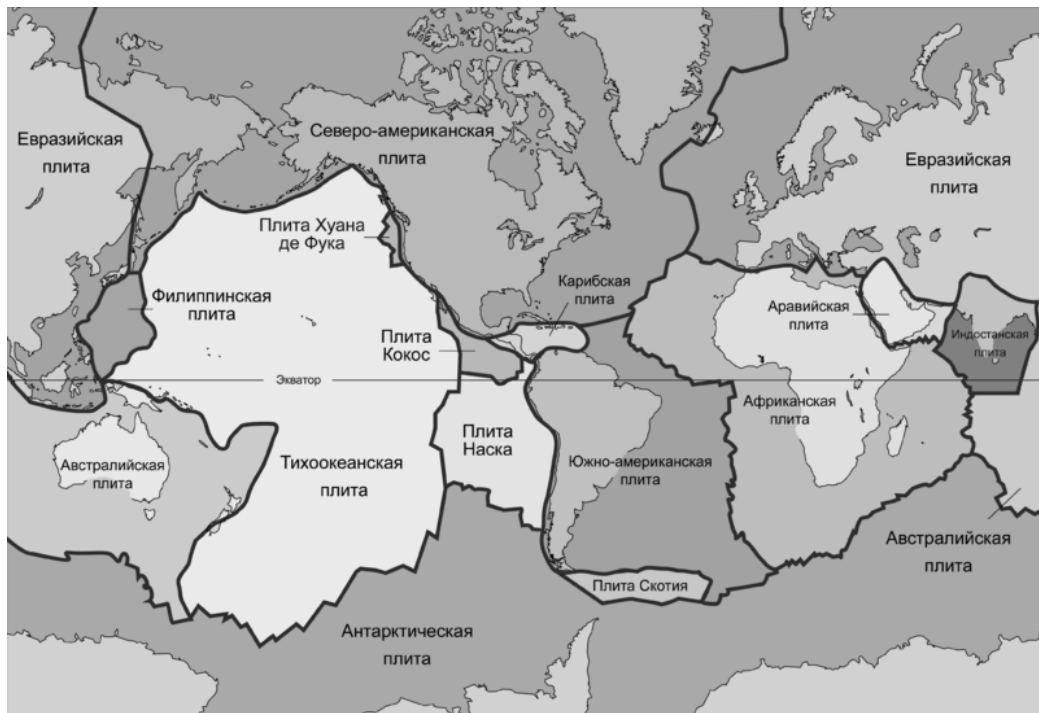 Евразийская
плита
Северо-американская
плита
Евразийская
плита
Плита Хуана
де Фука
Карибская
плита
Филиппинская
плита
Аравийская
плита
Плита
Кокос
Индостанская
плита
Экватор
Африканская
плита
Плита
Наска
Австралийская
плита
Тихоокеанская
плита
Южно-американская
плита
Австралийская
плита
Плита Скотия
Антарктическая
плита